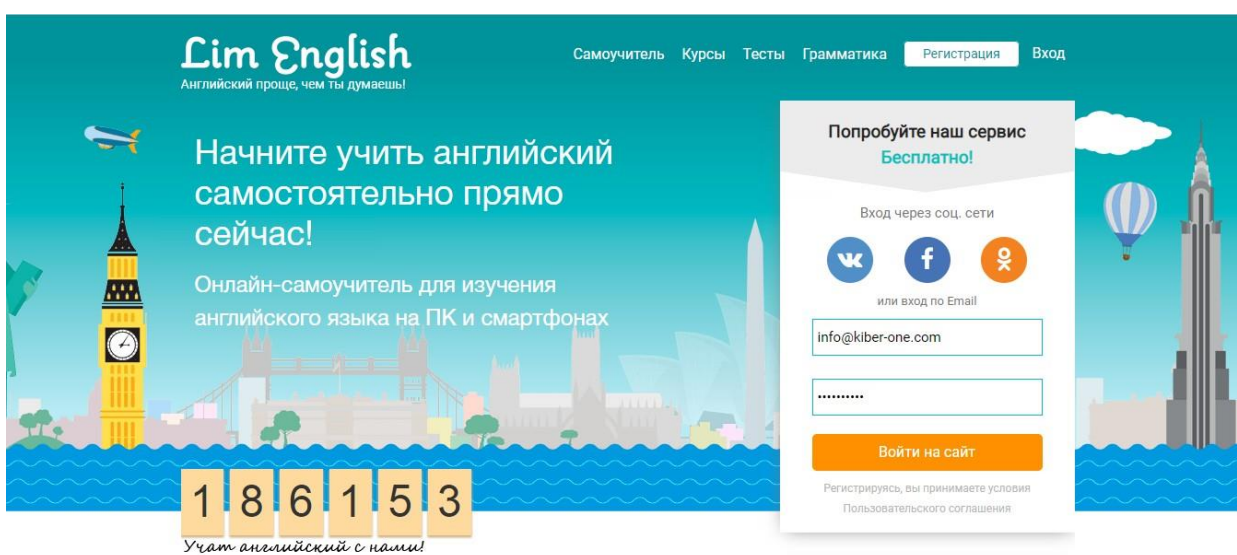 Lim English
Английский проще, чем ты думаешь!
Самоучитель Курсы Тесты Грамматика Регистрация Вход
Начните учить английский
самостоятельно прямо
сейчас!
Онлайн-самоучитель для изучения
английского языка на ПК и смартфонах
Попробуйте наш сервис
Бесплатно!
Вход через соц. сети
или вход по Email
info@kiber-one.com
••••••••••
Войти на сайт
Регистрируясь, вы принимаете условия
Пользовательского соглашения
186153
Учат английский с нами!